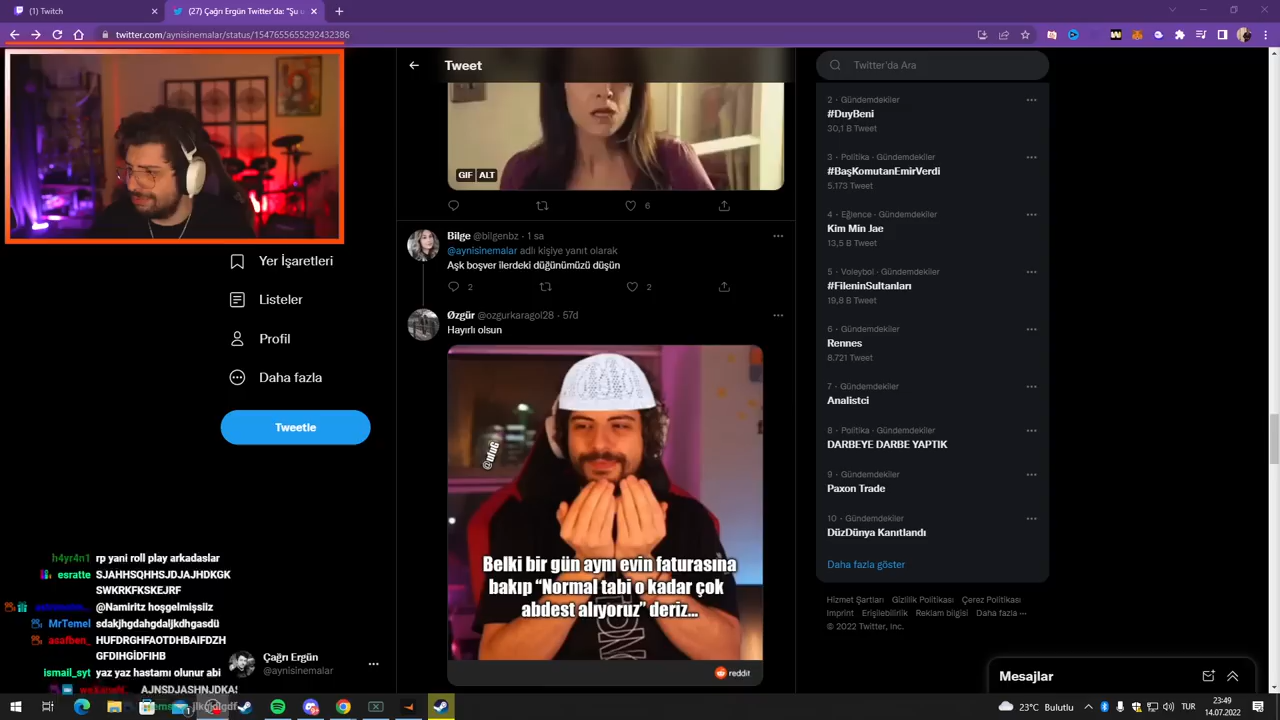 (1) Twitch
(2) Çağrı Ergün Twitter'da: "Şu
twitter.com/aynisinemalar/status/1547655655292432386
Tweet
Twitter'da Ara
GIF ALT
6
Bilge @bilgenbz · 1 sa
@aynisinemalar adlı kişiye yanıt olarak
Aşk boşver ilerdeki düğünümüzü düşün
2 2
Øzgür @ozgurkaragol28 · 57d
Hayırlı olsun
@ufuG
Belki bir gün aynı evin faturasına
bakıp "Normal tabi o kadar çok
abdest alıyoruz" deriz...
reddit
Yer İşaretleri
Listeler
Profil
Daha fazla
Tweetle
2 · Gündemdekiler
#DuyBeni
30,1 B Tweet
3 · Politika · Gündemdekiler
#BaşKomutanEmirVerdi
5.173 Tweet
4 · Eğlence · Gündemdekiler
Kim Min Jae
13,5 B Tweet
5 · Voleybol · Gündemdekiler
#FileninSultanları
19,8 B Tweet
6 · Gündemdekiler
Rennes
8.721 Tweet
7 · Gündemdekiler
Analistci
8 · Politika · Gündemdekiler
DARBEYE DARBE YAPTIK
9 · Gündemdekiler
Paxon Trade
10 · Gündemdekiler
DüzDünya Kanıtlandı
Daha fazla göster
Hizmet Şartları Gizlilik Politikası Çerez Politikası
Imprint Erişilebilirlik Reklam bilgisi Daha fazla ···
© 2022 Twitter, Inc.
h4yr4n1 rp yani roll play arkadaslar
esratte SJAHHSQHHSJDJAJHDKGK
SWKRKFKSKEJRF
@Namiritz hoşgelmişsiiz
MrTemel sdakjhgdahgdaljkdhgasdü
asafben_ HUFDRGHFAOTDHBAIFDZH
GFDIHGİDFIHB
ismail_syt yaz yaz hastamı olunur abi
AJNSDJASHNJDKAS
Çağrı Ergün
@aynisinemalar
Mesajlar
23°C Bulutlu
TUR
23:49
14.07.2022